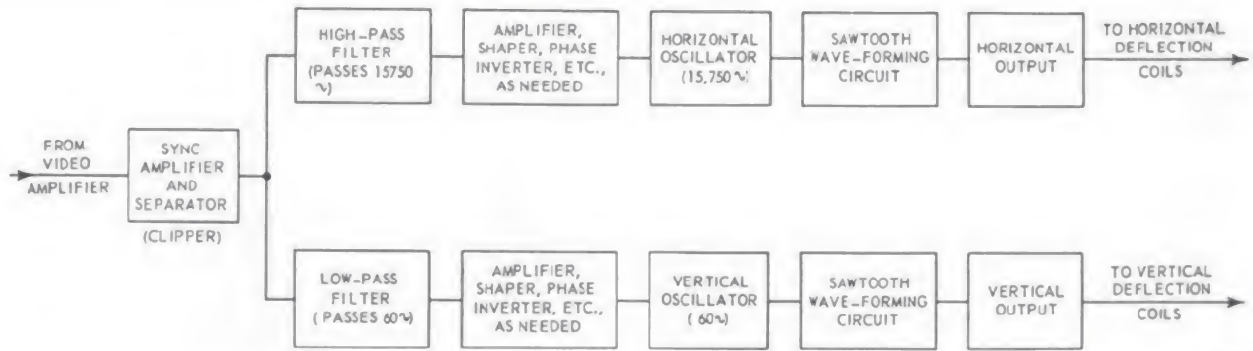 FROM
VIDEO
AMPLIFIER
SYNC
AMPLIFIER
AND
SEPARATOR
(CLIPPER)
HIGH-PASS
FILTER
(PASSES 15750
~)
AMPLIFIER,
SHAPER, PHASE
INVERTER, ETC.,
AS NEEDED
HORIZONTAL
OSCILLATOR
(15,750~)
SAWTOOTH
WAVE-FORMING
CIRCUIT
HORIZONTAL
OUTPUT
TO HORIZONTAL
DEFLECTION
COILS
LOW-PASS
FILTER
(PASSES 60~)
AMPLIFIER,
SHAPER, PHASE
INVERTER, ETC.,
AS NEEDED
VERTICAL
OSCILLATOR
(60~)
SAWTOOTH
WAVE-FORMING
CIRCUIT
VERTICAL
OUTPUT
TO VERTICAL
DEFLECTION
COILS